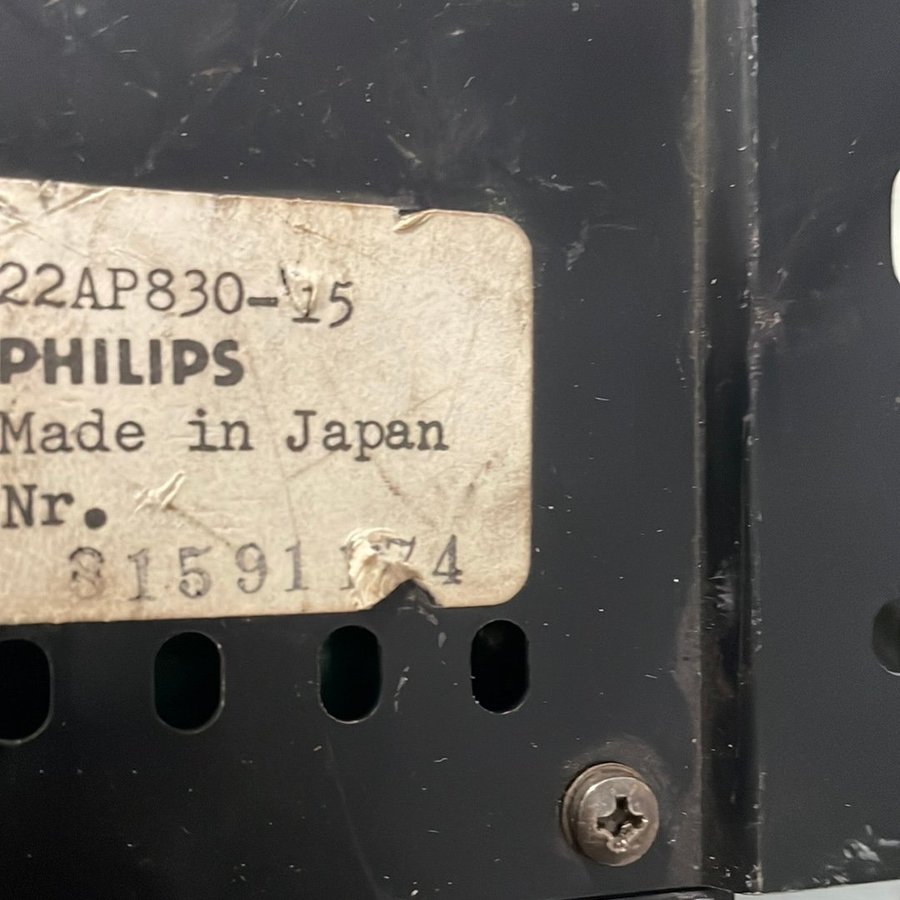 22AP830-15
PHILIPS
Made in Japan
Nr.